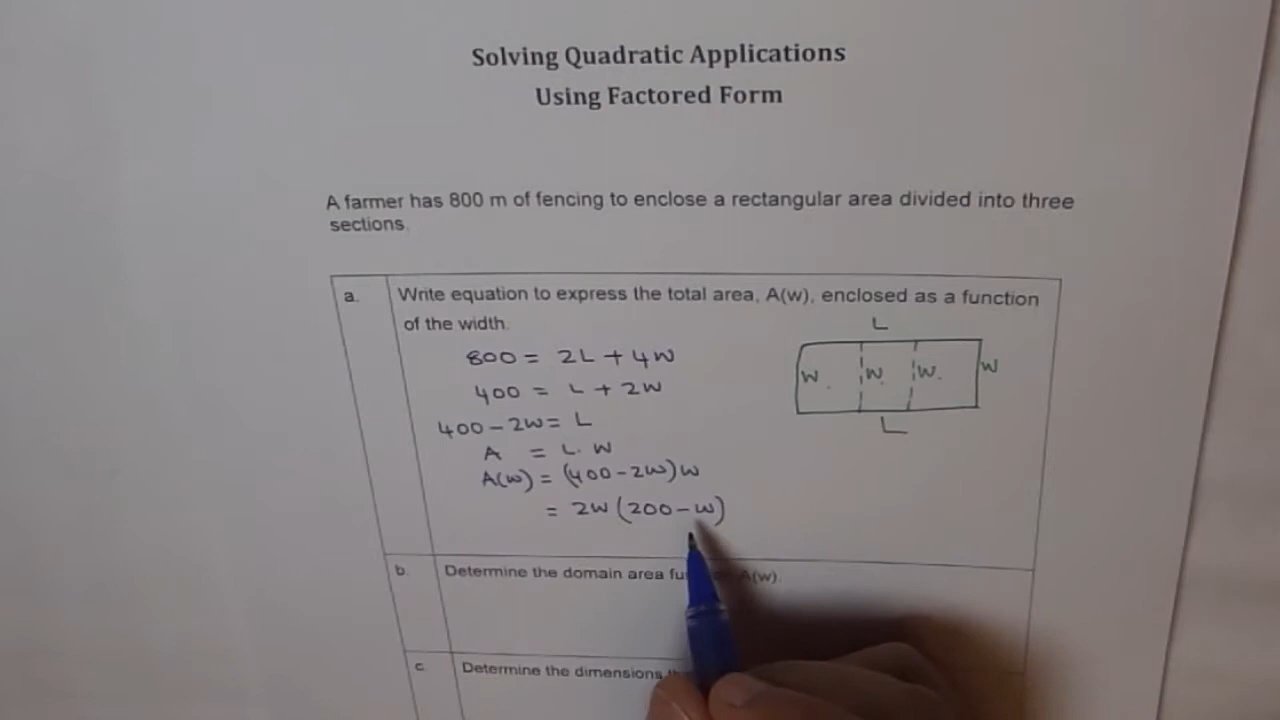 Solving Quadratic Applications
Using Factored Form
A farmer has 800 m of fencing to enclose a rectangular area divided into three
sections.
a.
Write equation to express the total area, A(w), enclosed as a function
of the width.
L
800 = 2L + 4W
400 = L + 2W
W W W W
400 - 2W = L
L
A = L. W
A(W) = (400-2W)W
= 2W (200-W)
b.
Determine the domain area A(w).
c.
Determine the dimensions